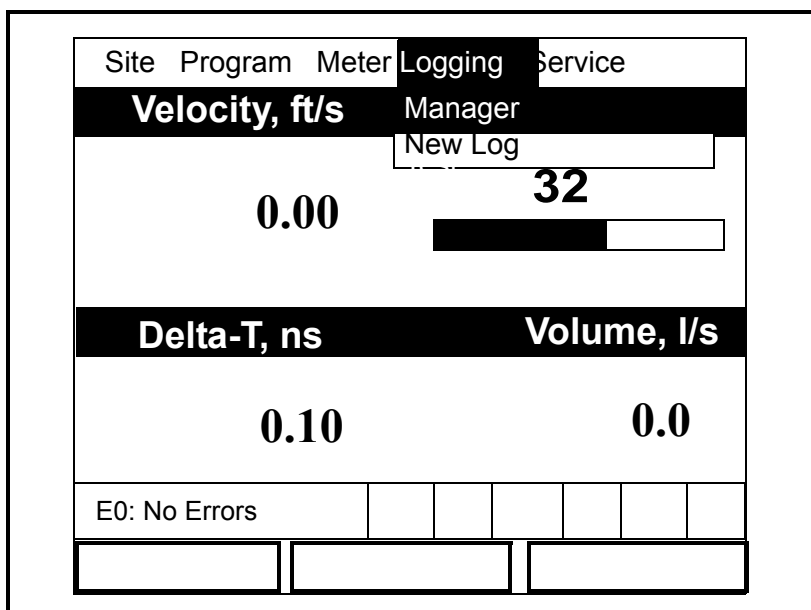 Site Program Meter Logging Service
Velocity, ft/s
Manager
New Log
32
0.00
Delta-T, ns Volume, l/s
0.10 0.0
E0: No Errors